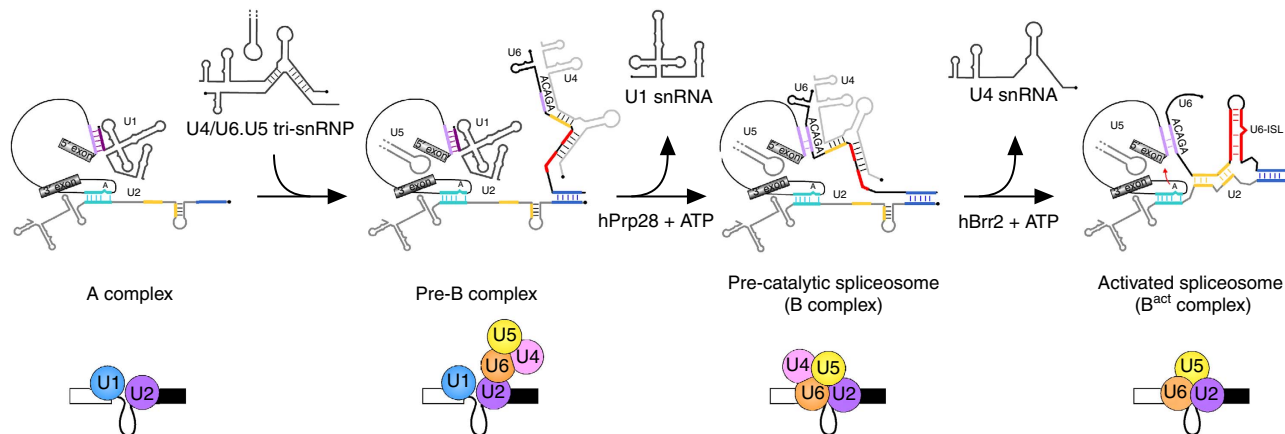 U4/U6.U5 tri-snRNP
U1 snRNA
U4 snRNA
U1
5' exon
3' exon
A
U2
U6
U4
ACAGA
U5
U1
5' exon
3' exon
A
U2
U6
U4
ACAGA
U5
5' exon
3' exon
A
U2
U6
ACAGA
U5
5' exon
3' exon
A
U2
U6-ISL
hPrp28 + ATP
hBrr2 + ATP
A complex
Pre-B complex
Pre-catalytic spliceosome
(B complex)
Activated spliceosome
(Bact complex)
U1
U2
U5
U6
U4
U1
U2
U4
U5
U6
U2
U5
U6
U2